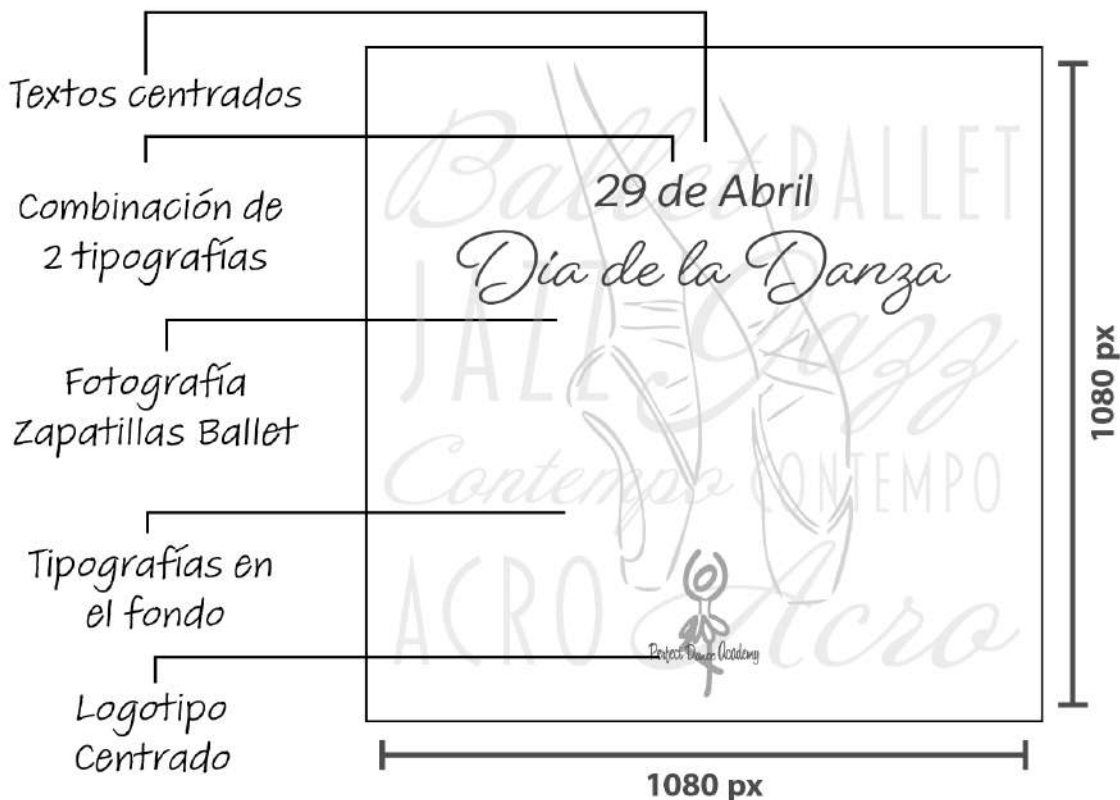 Textos centrados
Combinación de
2 tipografías
Fotografía
Zapatillas Ballet
Tipografías en
el fondo
Logotipo
Centrado
Ballet BALLET
29 de Abril
Día de la Danza
JAZZ Jazz
Contempo CONTEMPO
ACRO Acro
Perfect Dance Academy
1080 px
1080 px